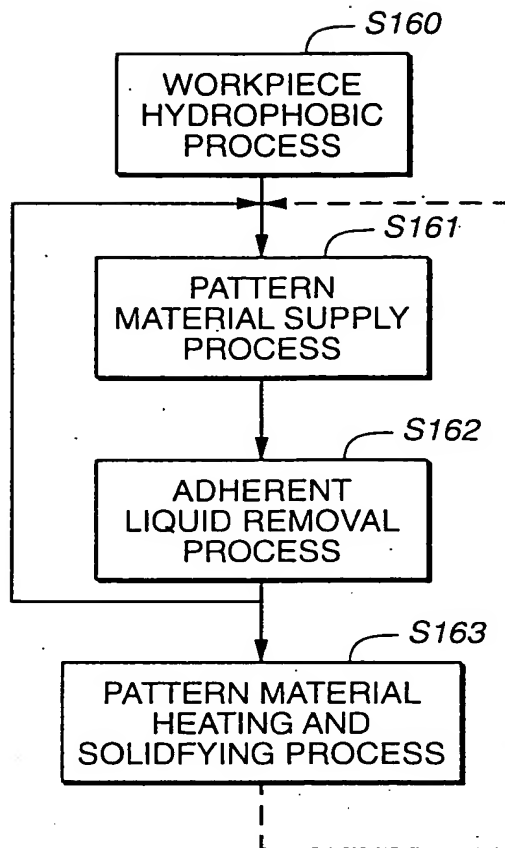 S160
WORKPIECE
HYDROPHOBIC
PROCESS
S161
PATTERN
MATERIAL SUPPLY
PROCESS
S162
ADHERENT
LIQUID REMOVAL
PROCESS
S163
PATTERN MATERIAL
HEATING AND
SOLIDFYING PROCESS